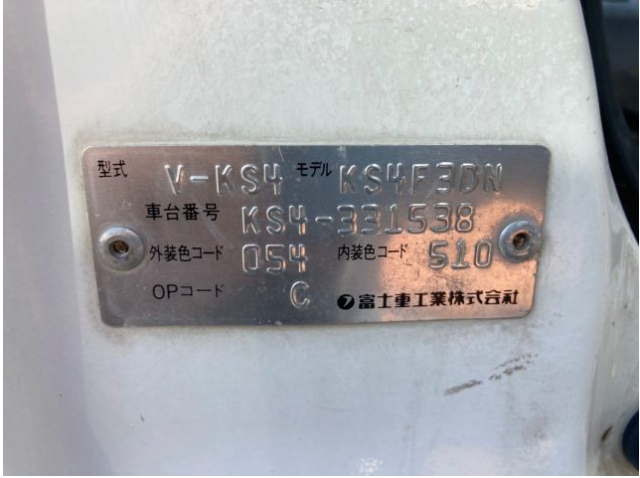 型式 V-KS4 モデル KS4F3DN
車台番号 KS4-331538
外装色コード 054 内装色コード 510
OPコード C 富士重工業株式会社